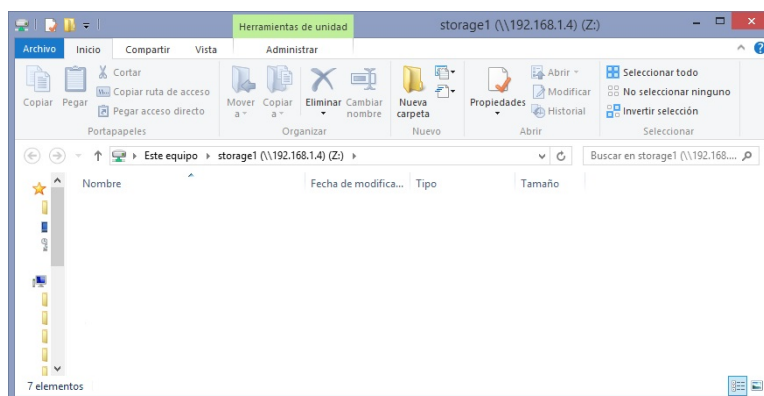 Herramientas de unidad
storage1 (\\192.168.1.4) (Z:)
Archivo Inicio Compartir Vista Administrar
Copiar
Pegar
Cortar
Copiar ruta de acceso
Pegar acceso directo
Portapapeles
Mover a
Copiar a
Eliminar
Cambiar nombre
Organizar
Nueva carpeta
Nuevo
Propiedades
Abrir
Modificar
Historial
Abrir
Seleccionar todo
No seleccionar ninguno
Invertir selección
Seleccionar
Este equipo storage1 (\\192.168.1.4) (Z:)
Buscar en storage1 (\\192.168....
Nombre Fecha de modifica... Tipo Tamaño
7 elementos